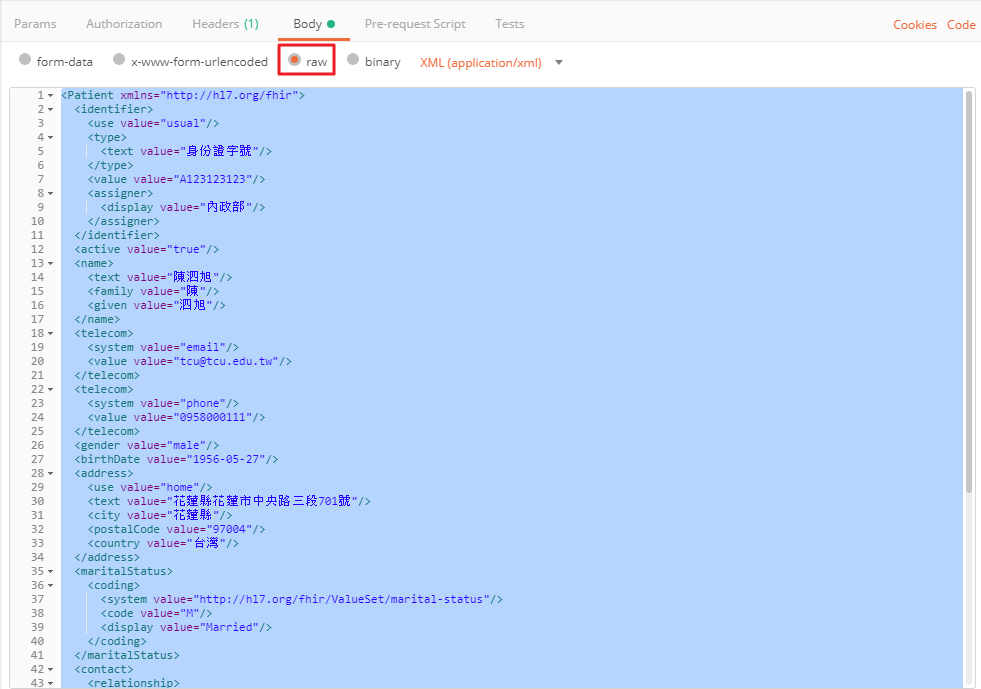 Params Authorization Headers (1) Body Pre-request Script Tests Cookies Code
form-data x-www-form-urlencoded raw binary XML (application/xml)
1 <Patient xmlns="http://hl7.org/fhir">
2 <identifier>
3 <use value="usual"/>
4 <type>
5 <text value="身份證字號"/>
6 </type>
7 <value value="A123123123"/>
8 <assigner>
9 <display value="內政部"/>
10 </assigner>
11 </identifier>
12 <active value="true"/>
13 <name>
14 <text value="陳泗旭"/>
15 <family value="陳"/>
16 <given value="泗旭"/>
17 </name>
18 <telecom>
19 <system value="email"/>
20 <value value="tcu@tcu.edu.tw"/>
21 </telecom>
22 <telecom>
23 <system value="phone"/>
24 <value value="0958000111"/>
25 </telecom>
26 <gender value="male"/>
27 <birthDate value="1956-05-27"/>
28 <address>
29 <use value="home"/>
30 <text value="花蓮縣花蓮市中央路三段701號"/>
31 <city value="花蓮縣"/>
32 <postalCode value="97004"/>
33 <country value="台灣"/>
34 </address>
35 <maritalStatus>
36 <coding>
37 <system value="http://hl7.org/fhir/ValueSet/marital-status"/>
38 <code value="M"/>
39 <display value="Married"/>
40 </coding>
41 </maritalStatus>
42 <contact>
43 <relationship>